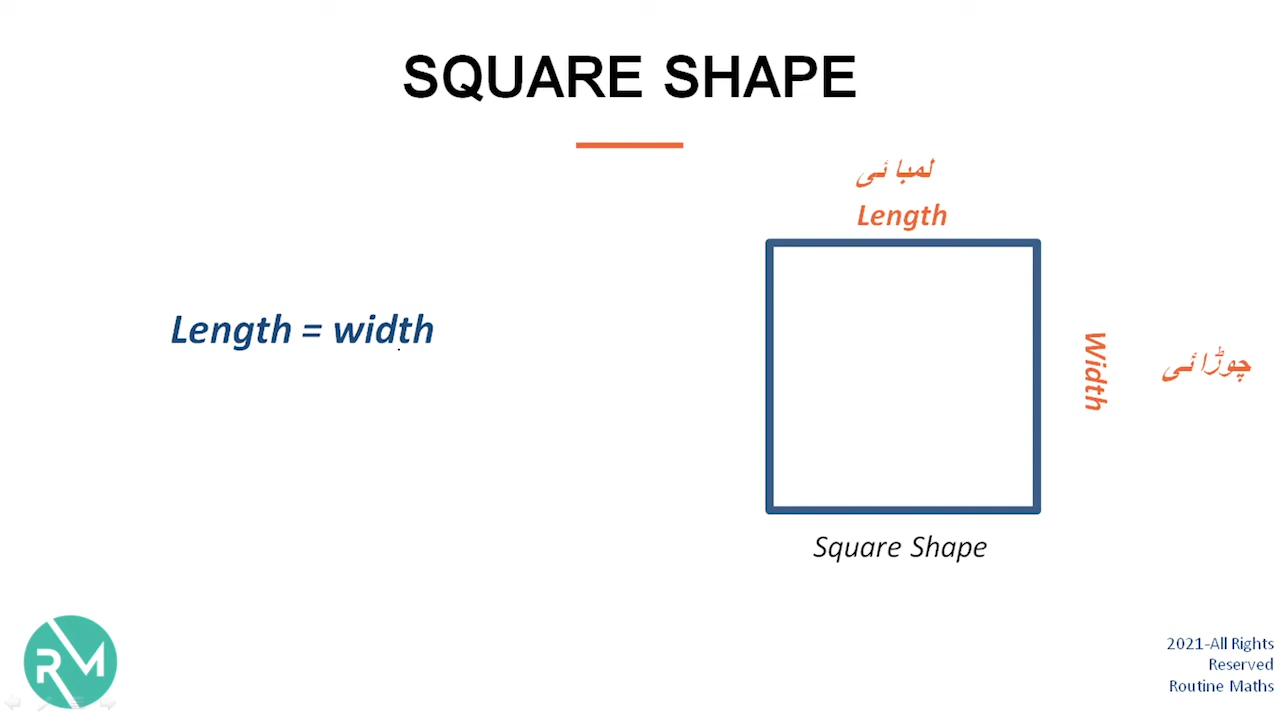 SQUARE SHAPE
لمبائی
Length
Length = width
Width
چوڑائی
Square Shape
RM
2021-All Rights
Reserved
Routine Maths